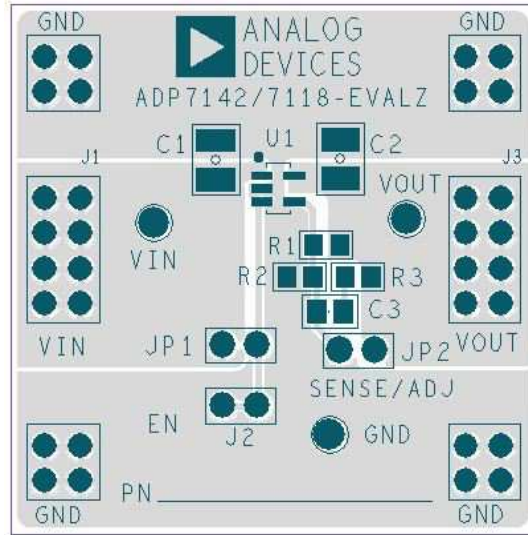 GND
ANALOG
DEVICES
GND
ADP7142/7118-EVALZ
J1
C1
U1
C2
J3
VOUT
VIN
R1
R2
R3
C3
VIN
JP1
JP2
VOUT
SENSE/ADJ
EN
J2
GND
PN
GND
GND